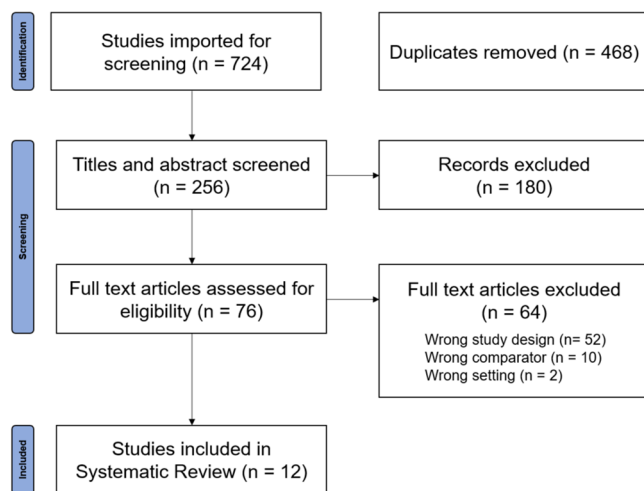 Identification
Studies imported for
screening (n = 724)
Duplicates removed (n = 468)
Screening
Titles and abstract screened
(n = 256)
Records excluded
(n = 180)
Full text articles assessed for
eligibility (n = 76)
Full text articles excluded
(n = 64)
Wrong study design (n= 52)
Wrong comparator (n = 10)
Wrong setting (n = 2)
Included
Studies included in
Systematic Review (n = 12)